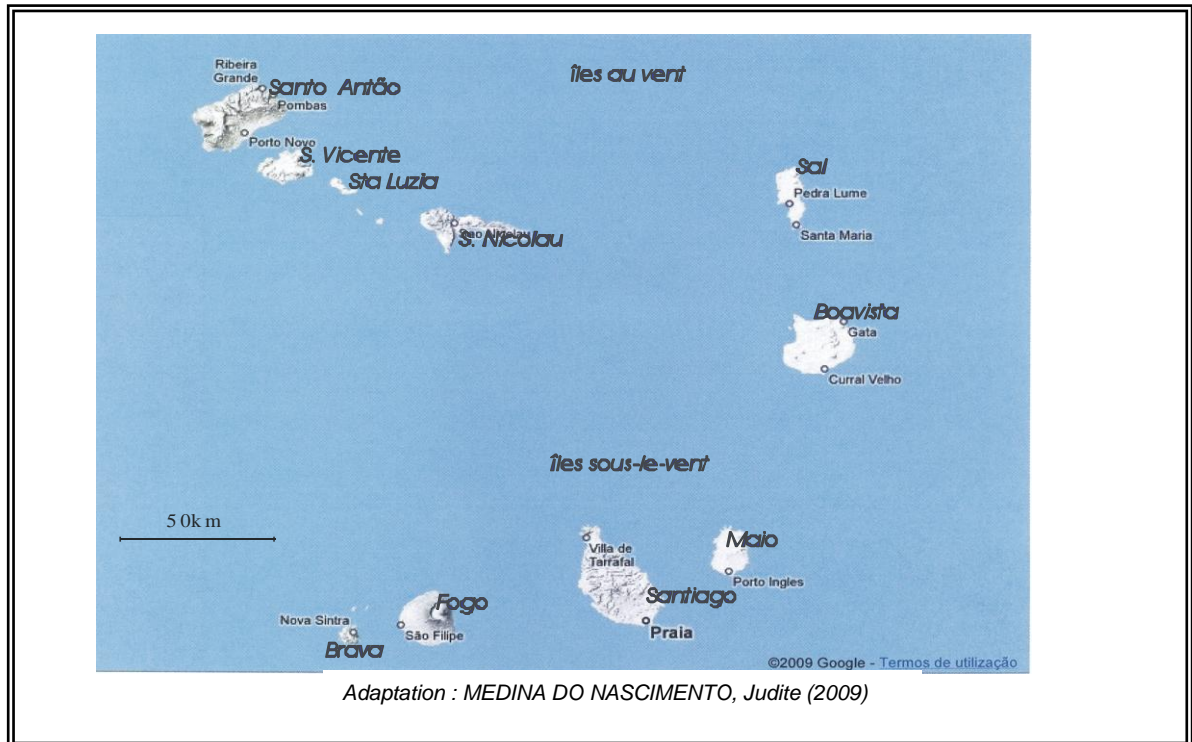 îles au vent
Ribeira
Grande
Santo Antão
Pombas
Porto Novo
S. Vicente
Sta Luzia
S. Nicolau
Sal
Pedra Lume
Santa Maria
Boavista
Gata
Curral Velho
îles sous-le-vent
50km
Villa de
Tarrafal
Maio
Porto Ingles
Santiago
Praia
Fogo
São Filipe
Nova Sintra
Brava
©2009 Google - Termos de utilização
Adaptation : MEDINA DO NASCIMENTO, Judite (2009)